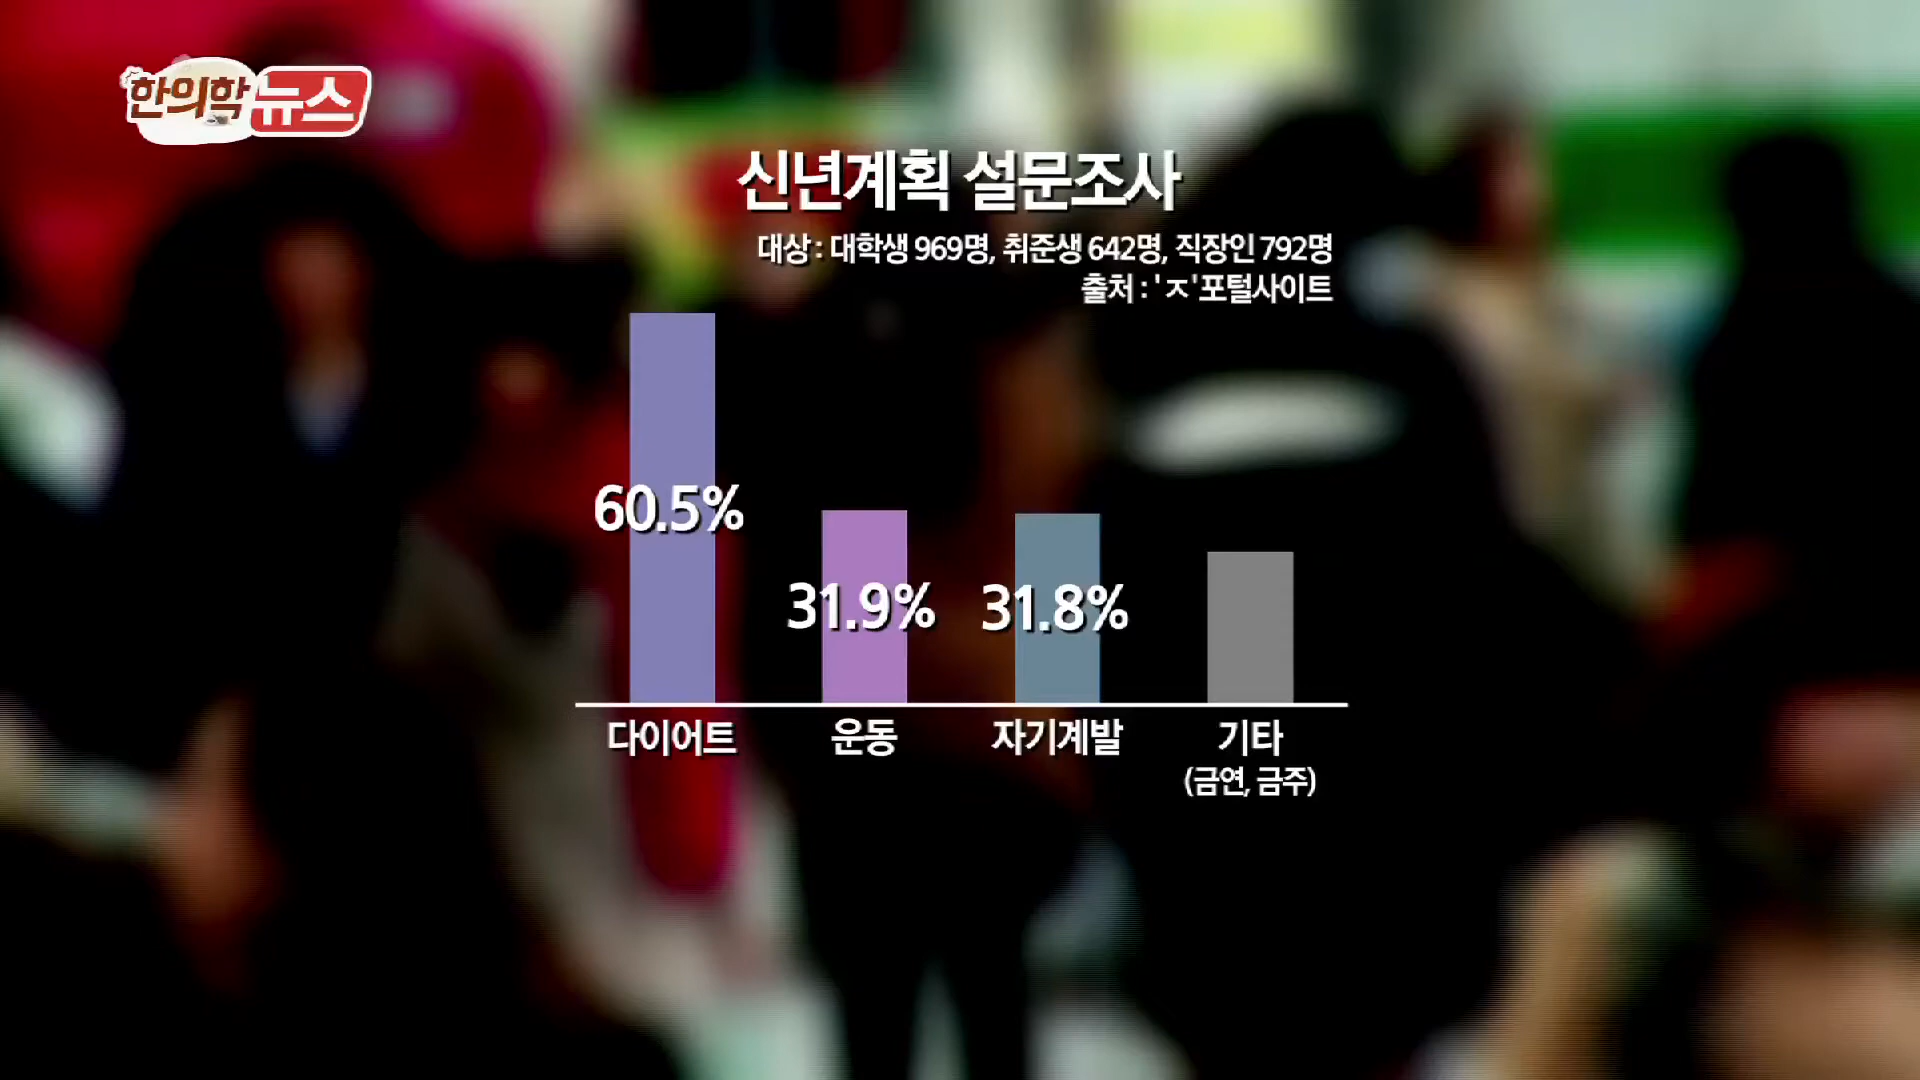 한의학 뉴스
신년계획 설문조사
대상 : 대학생 969명, 취준생 642명, 직장인 792명
출처 : 'ㅈ'포털사이트
60.5%
31.9% 31.8%
다이어트 운동 자기계발 기타
(금연, 금주)